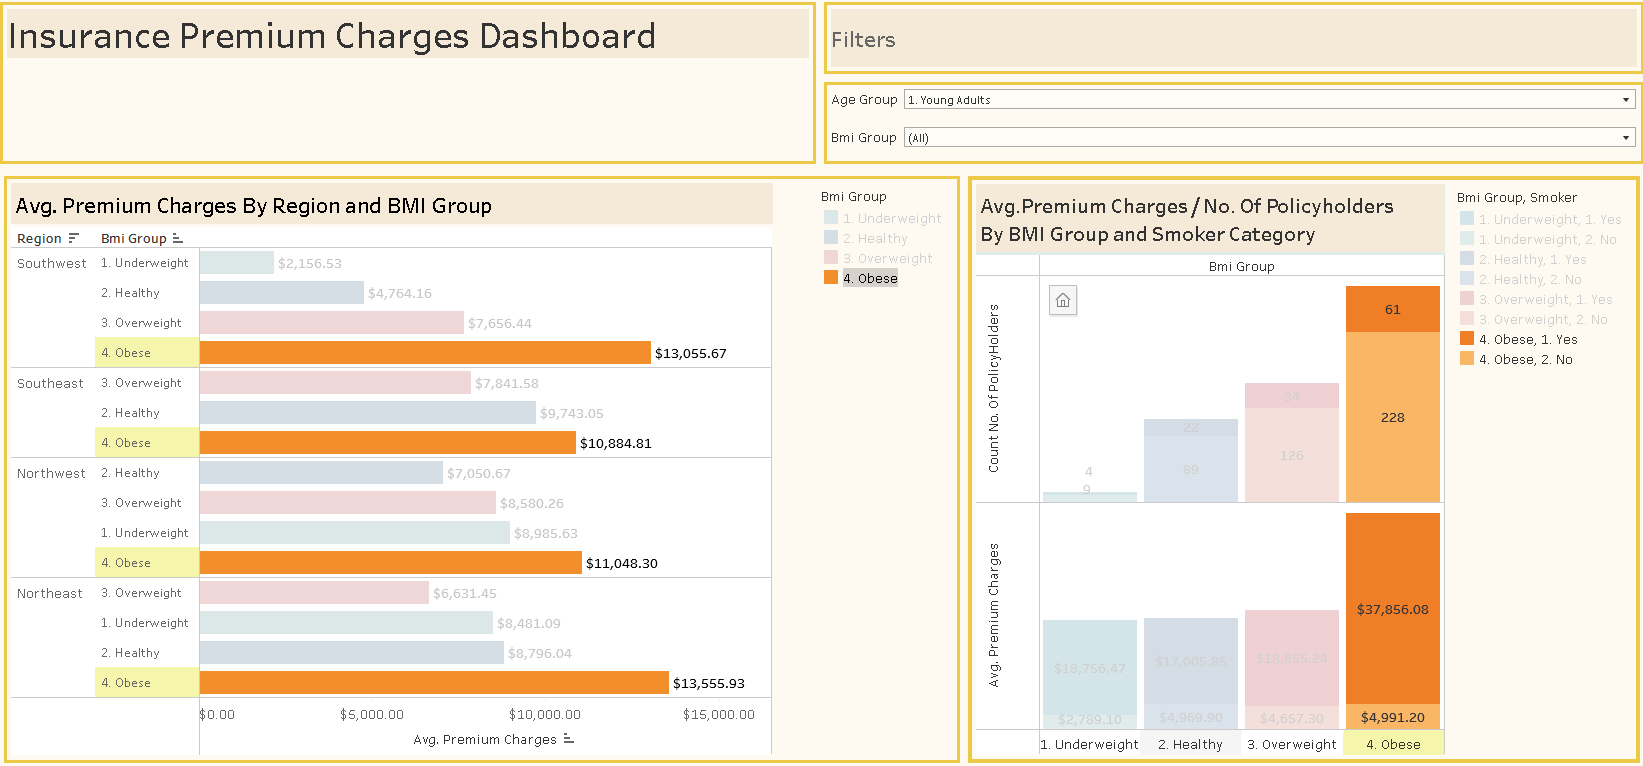 Insurance Premium Charges Dashboard
Filters
Age Group 1. Young Adults
Bmi Group (All)
Avg. Premium Charges By Region and BMI Group
Region Bmi Group
Southwest 1. Underweight $2,156.53
2. Healthy $4,764.16
3. Overweight $7,656.44
4. Obese $13,055.67
Southeast 3. Overweight $7,841.58
2. Healthy $9,743.05
4. Obese $10,884.81
Northwest 2. Healthy $7,050.67
3. Overweight $8,580.26
1. Underweight $8,985.63
4. Obese $11,048.30
Northeast 3. Overweight $6,631.45
1. Underweight $8,481.09
2. Healthy $8,796.04
4. Obese $13,555.93
$0.00 $5,000.00 $10,000.00 $15,000.00
Avg. Premium Charges
Bmi Group
1. Underweight
2. Healthy
3. Overweight
4. Obese
Avg.Premium Charges / No. Of Policyholders
By BMI Group and Smoker Category
Bmi Group
Count No. Of PolicyHolders
61
34
228
22
126
89
4
9
Avg. Premium Charges
$37,856.08
$18,756.47 $17,005.85 $18,855.24
$2,789.10 $4,969.90 $4,657.30 $4,991.20
1. Underweight 2. Healthy 3. Overweight 4. Obese
Bmi Group, Smoker
1. Underweight, 1. Yes
1. Underweight, 2. No
2. Healthy, 1. Yes
2. Healthy, 2. No
3. Overweight, 1. Yes
3. Overweight, 2. No
4. Obese, 1. Yes
4. Obese, 2. No